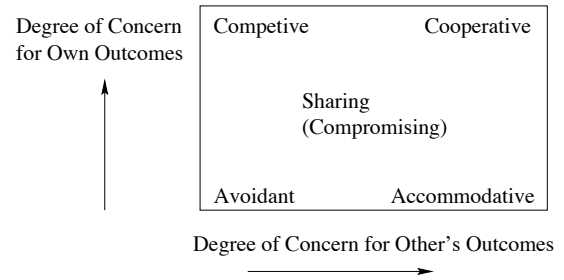 Degree of Concern
for Own Outcomes
Competive
Cooperative
Sharing
(Compromising)
Avoidant
Accommodative
Degree of Concern for Other's Outcomes